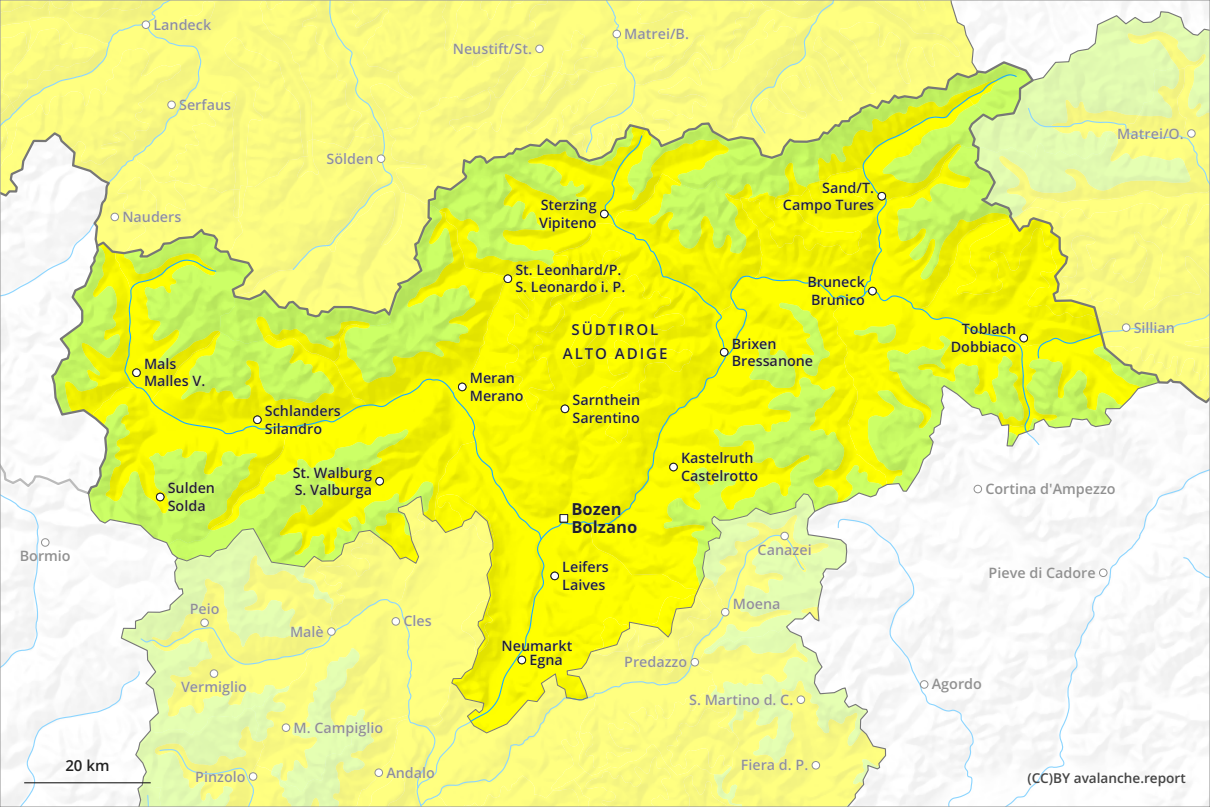 Landeck
Neustift/St.
Matrei/B.
Serfaus
Matrei/O.
Sölden
Sand/T.
Campo Tures
Sterzing
Vipiteno
Nauders
St. Leonhard/P.
S. Leonardo i. P.
Bruneck
Brunico
SÜDTIROL
ALTO ADIGE
Toblach
Dobbiaco
Sillian
Brixen
Bressanone
Mals
Malles V.
Meran
Merano
Sarnthein
Sarentino
Schlanders
Silandro
Kastelruth
Castelrotto
St. Walburg
S. Valburga
Sulden
Solda
Cortina d'Ampezzo
Bozen
Bolzano
Bormio
Canazei
Leifers
Laives
Pieve di Cadore
Peio
Moena
Malè
Cles
Neumarkt
Egna
Predazzo
Vermiglio
Agordo
S. Martino d. C.
M. Campiglio
20 km
Pinzolo
Andalo
Fiera d. P.
(CC)BY avalanche.report